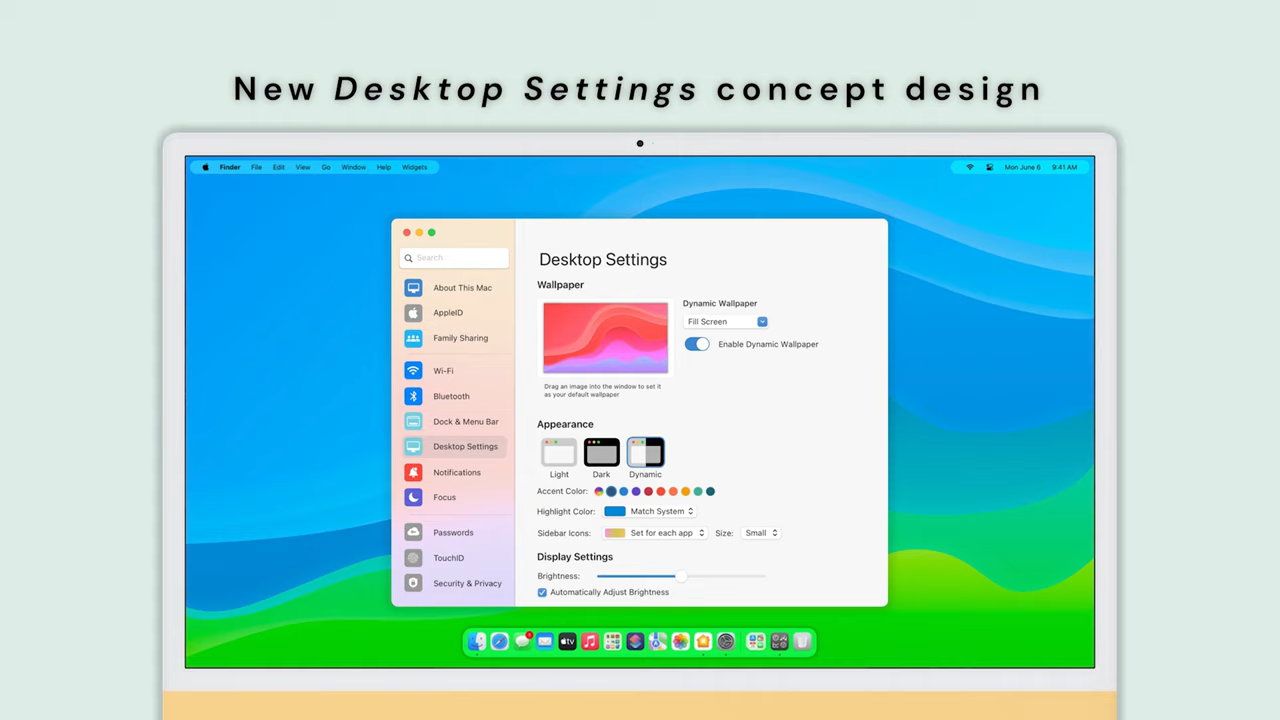 New Desktop Settings concept design
Finder File Edit View Go Window Help Widgets
Mon June 6 9:41 AM
Search
About This Mac
AppleID
Family Sharing
Wi-Fi
Bluetooth
Dock & Menu Bar
Desktop Settings
Notifications
Focus
Passwords
TouchID
Security & Privacy
Desktop Settings
Wallpaper
Dynamic Wallpaper
Fill Screen
Enable Dynamic Wallpaper
Drag an image into the window to set it
as your default wallpaper
Appearance
Light Dark Dynamic
Accent Color:
Highlight Color: Match System
Sidebar Icons: Set for each app Size: Small
Display Settings
Brightness:
Automatically Adjust Brightness
tv